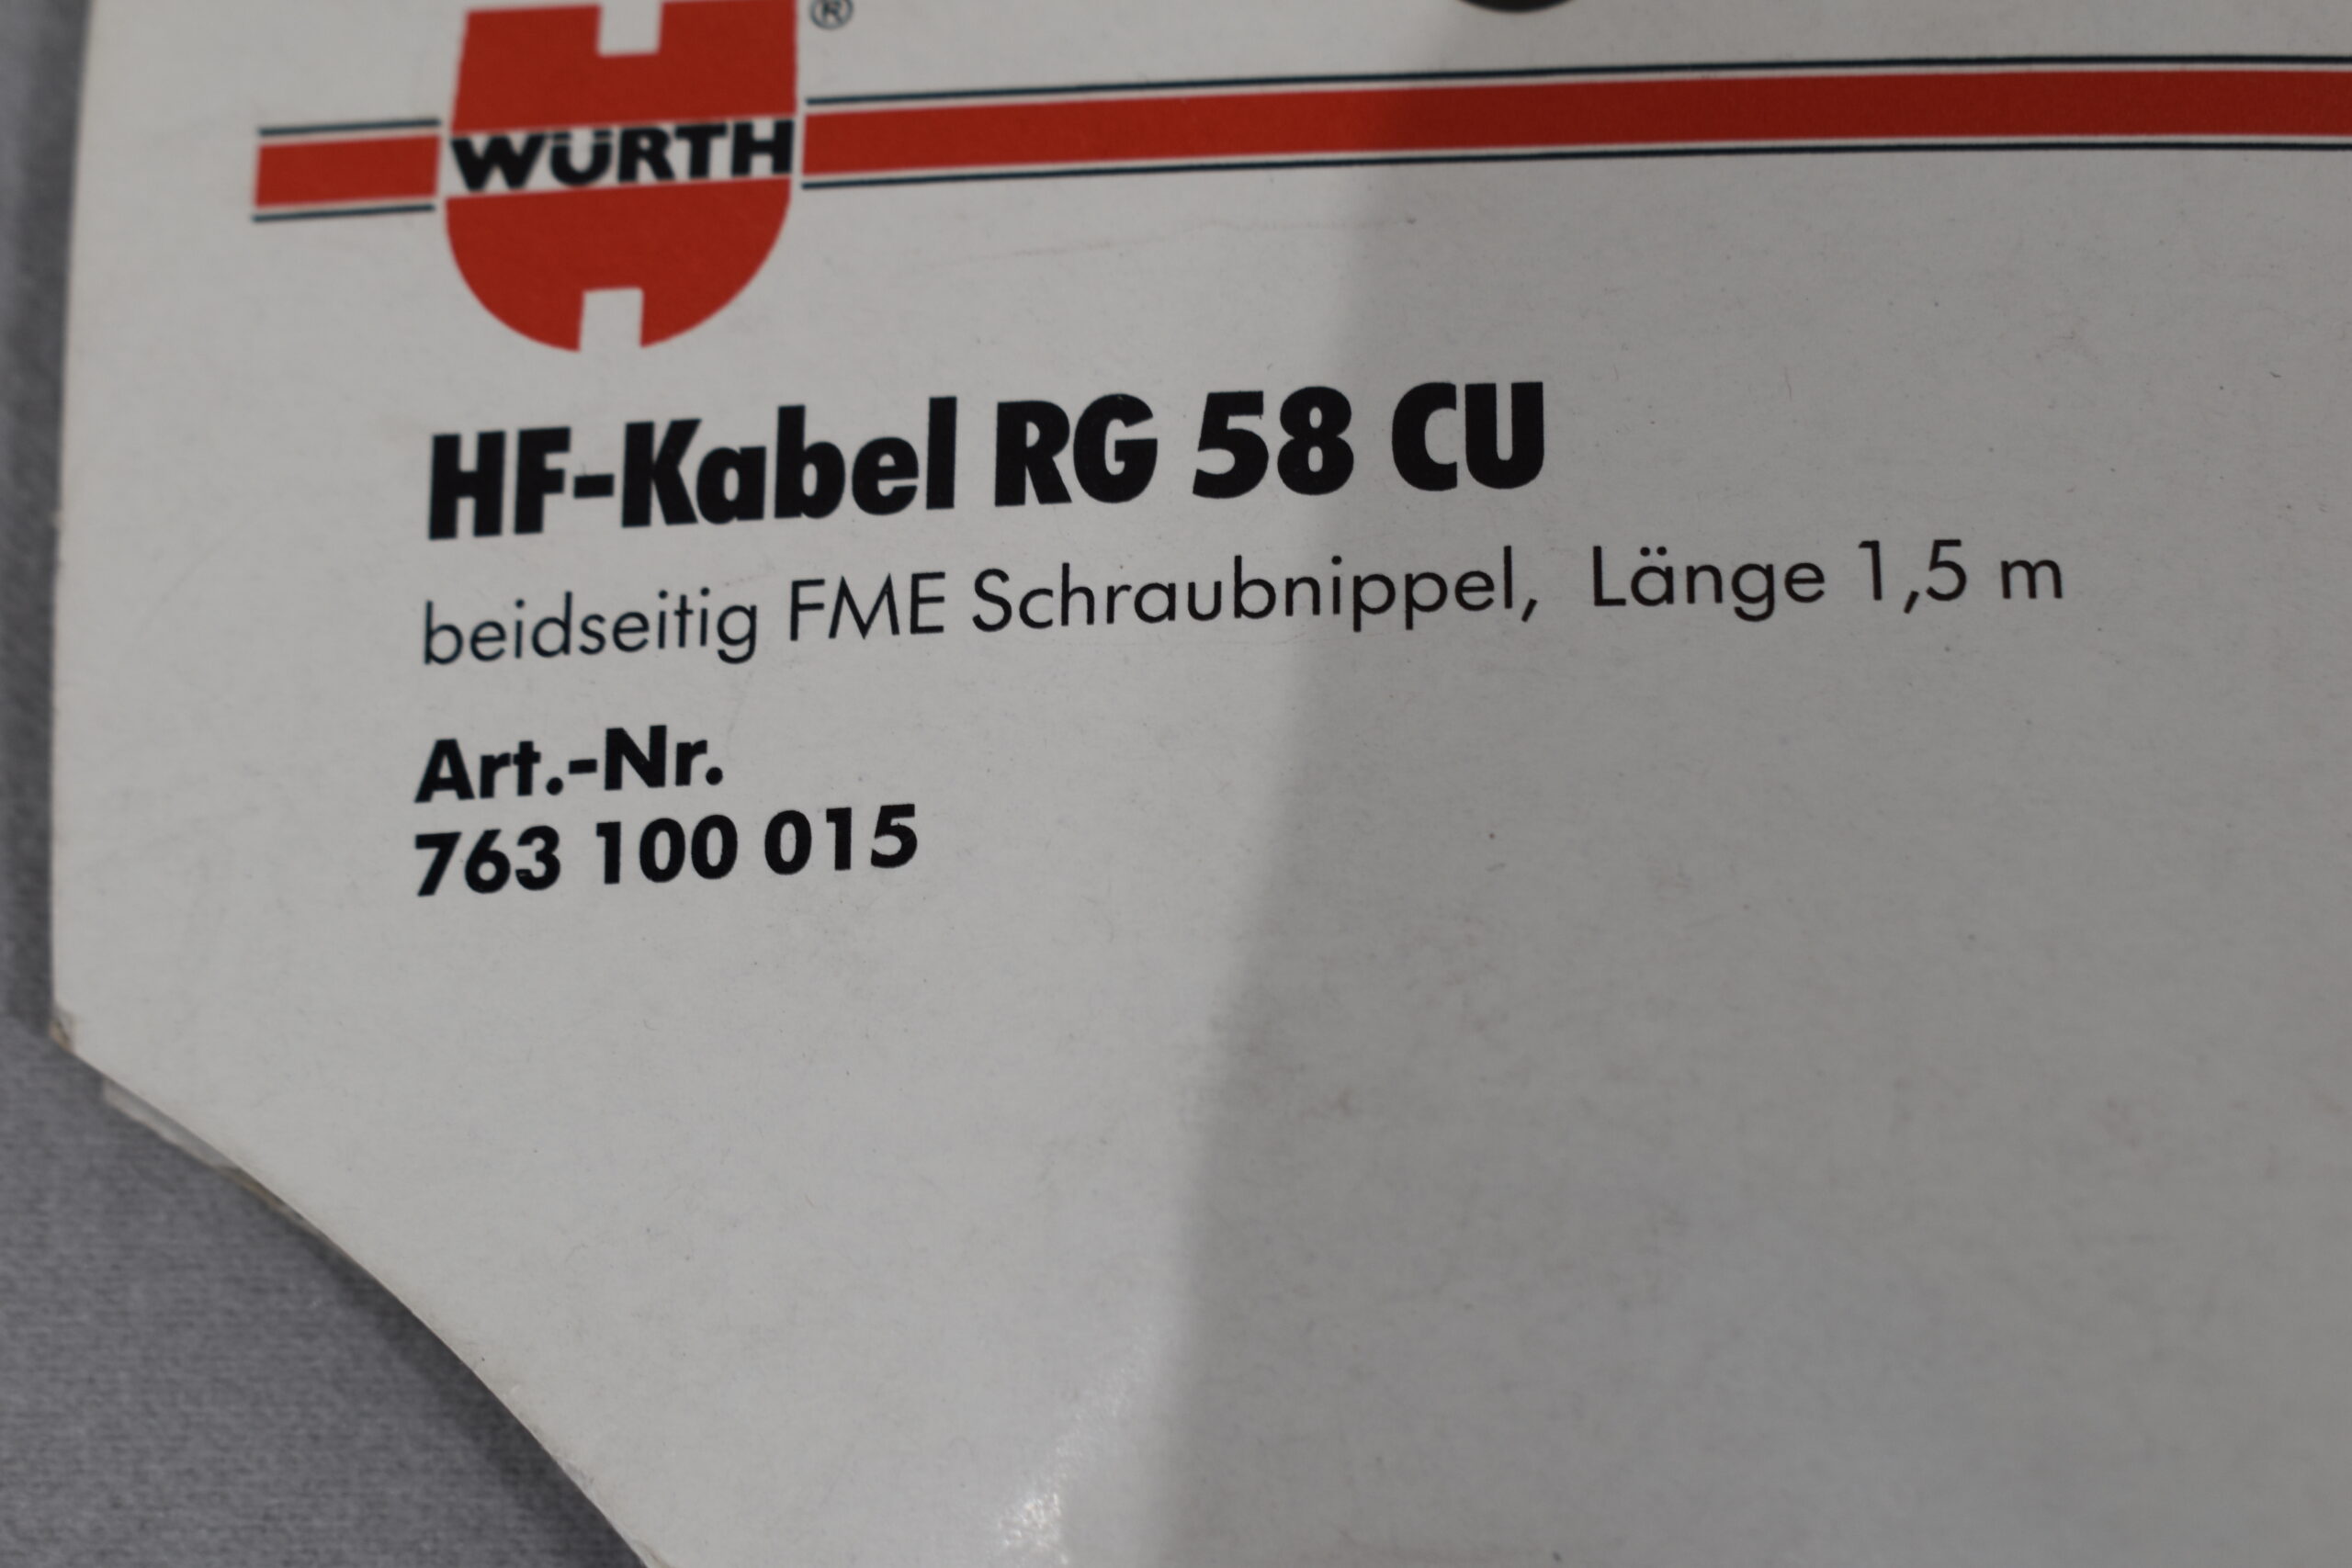 ®
WÜRTH
HF-Kabel RG 58 CU
beidseitig FME Schraubnippel, Länge 1,5 m
Art.-Nr.
763 100 015